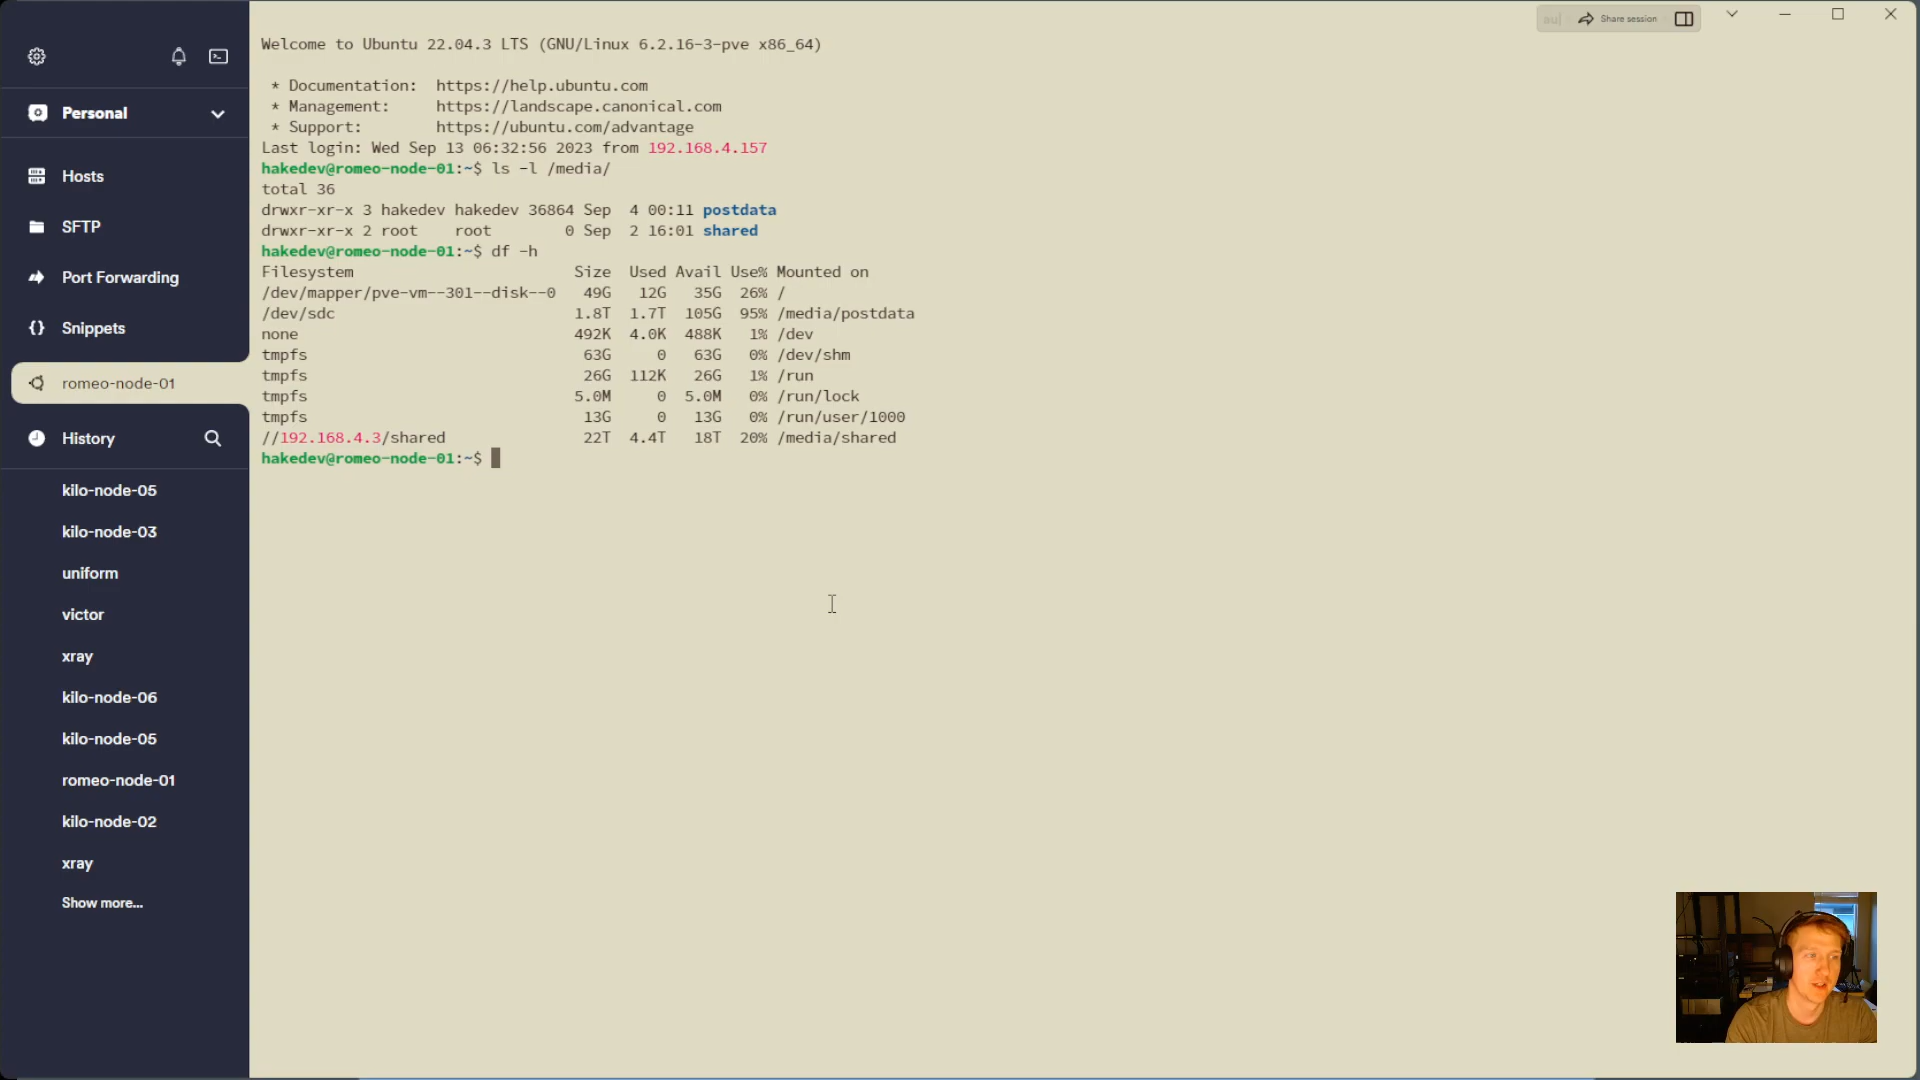 au|
Share session
Personal
Hosts
SFTP
Port Forwarding
Snippets
romeo-node-01
History
kilo-node-05
kilo-node-03
uniform
victor
xray
kilo-node-06
kilo-node-05
romeo-node-01
kilo-node-02
xray
Show more...
Welcome to Ubuntu 22.04.3 LTS (GNU/Linux 6.2.16-3-pve x86_64)
* Documentation:  https://help.ubuntu.com
* Management:     https://landscape.canonical.com
* Support:        https://ubuntu.com/advantage
Last login: Wed Sep 13 06:32:56 2023 from 192.168.4.157
hakedev@romeo-node-01:~$ ls -l /media/
total 36
drwxr-xr-x 3 hakedev hakedev 36864 Sep  4 00:11 postdata
drwxr-xr-x 2 root    root        0 Sep  2 16:01 shared
hakedev@romeo-node-01:~$ df -h
Filesystem                        Size  Used Avail Use% Mounted on
/dev/mapper/pve-vm--301--disk--0   49G   12G   35G  26% /
/dev/sdc                          1.8T  1.7T  105G  95% /media/postdata
none                              492K  4.0K  488K   1% /dev
tmpfs                              63G     0   63G   0% /dev/shm
tmpfs                              26G  112K   26G   1% /run
tmpfs                             5.0M     0  5.0M   0% /run/lock
tmpfs                              13G     0   13G   0% /run/user/1000
//192.168.4.3/shared               22T  4.4T   18T  20% /media/shared
hakedev@romeo-node-01:~$